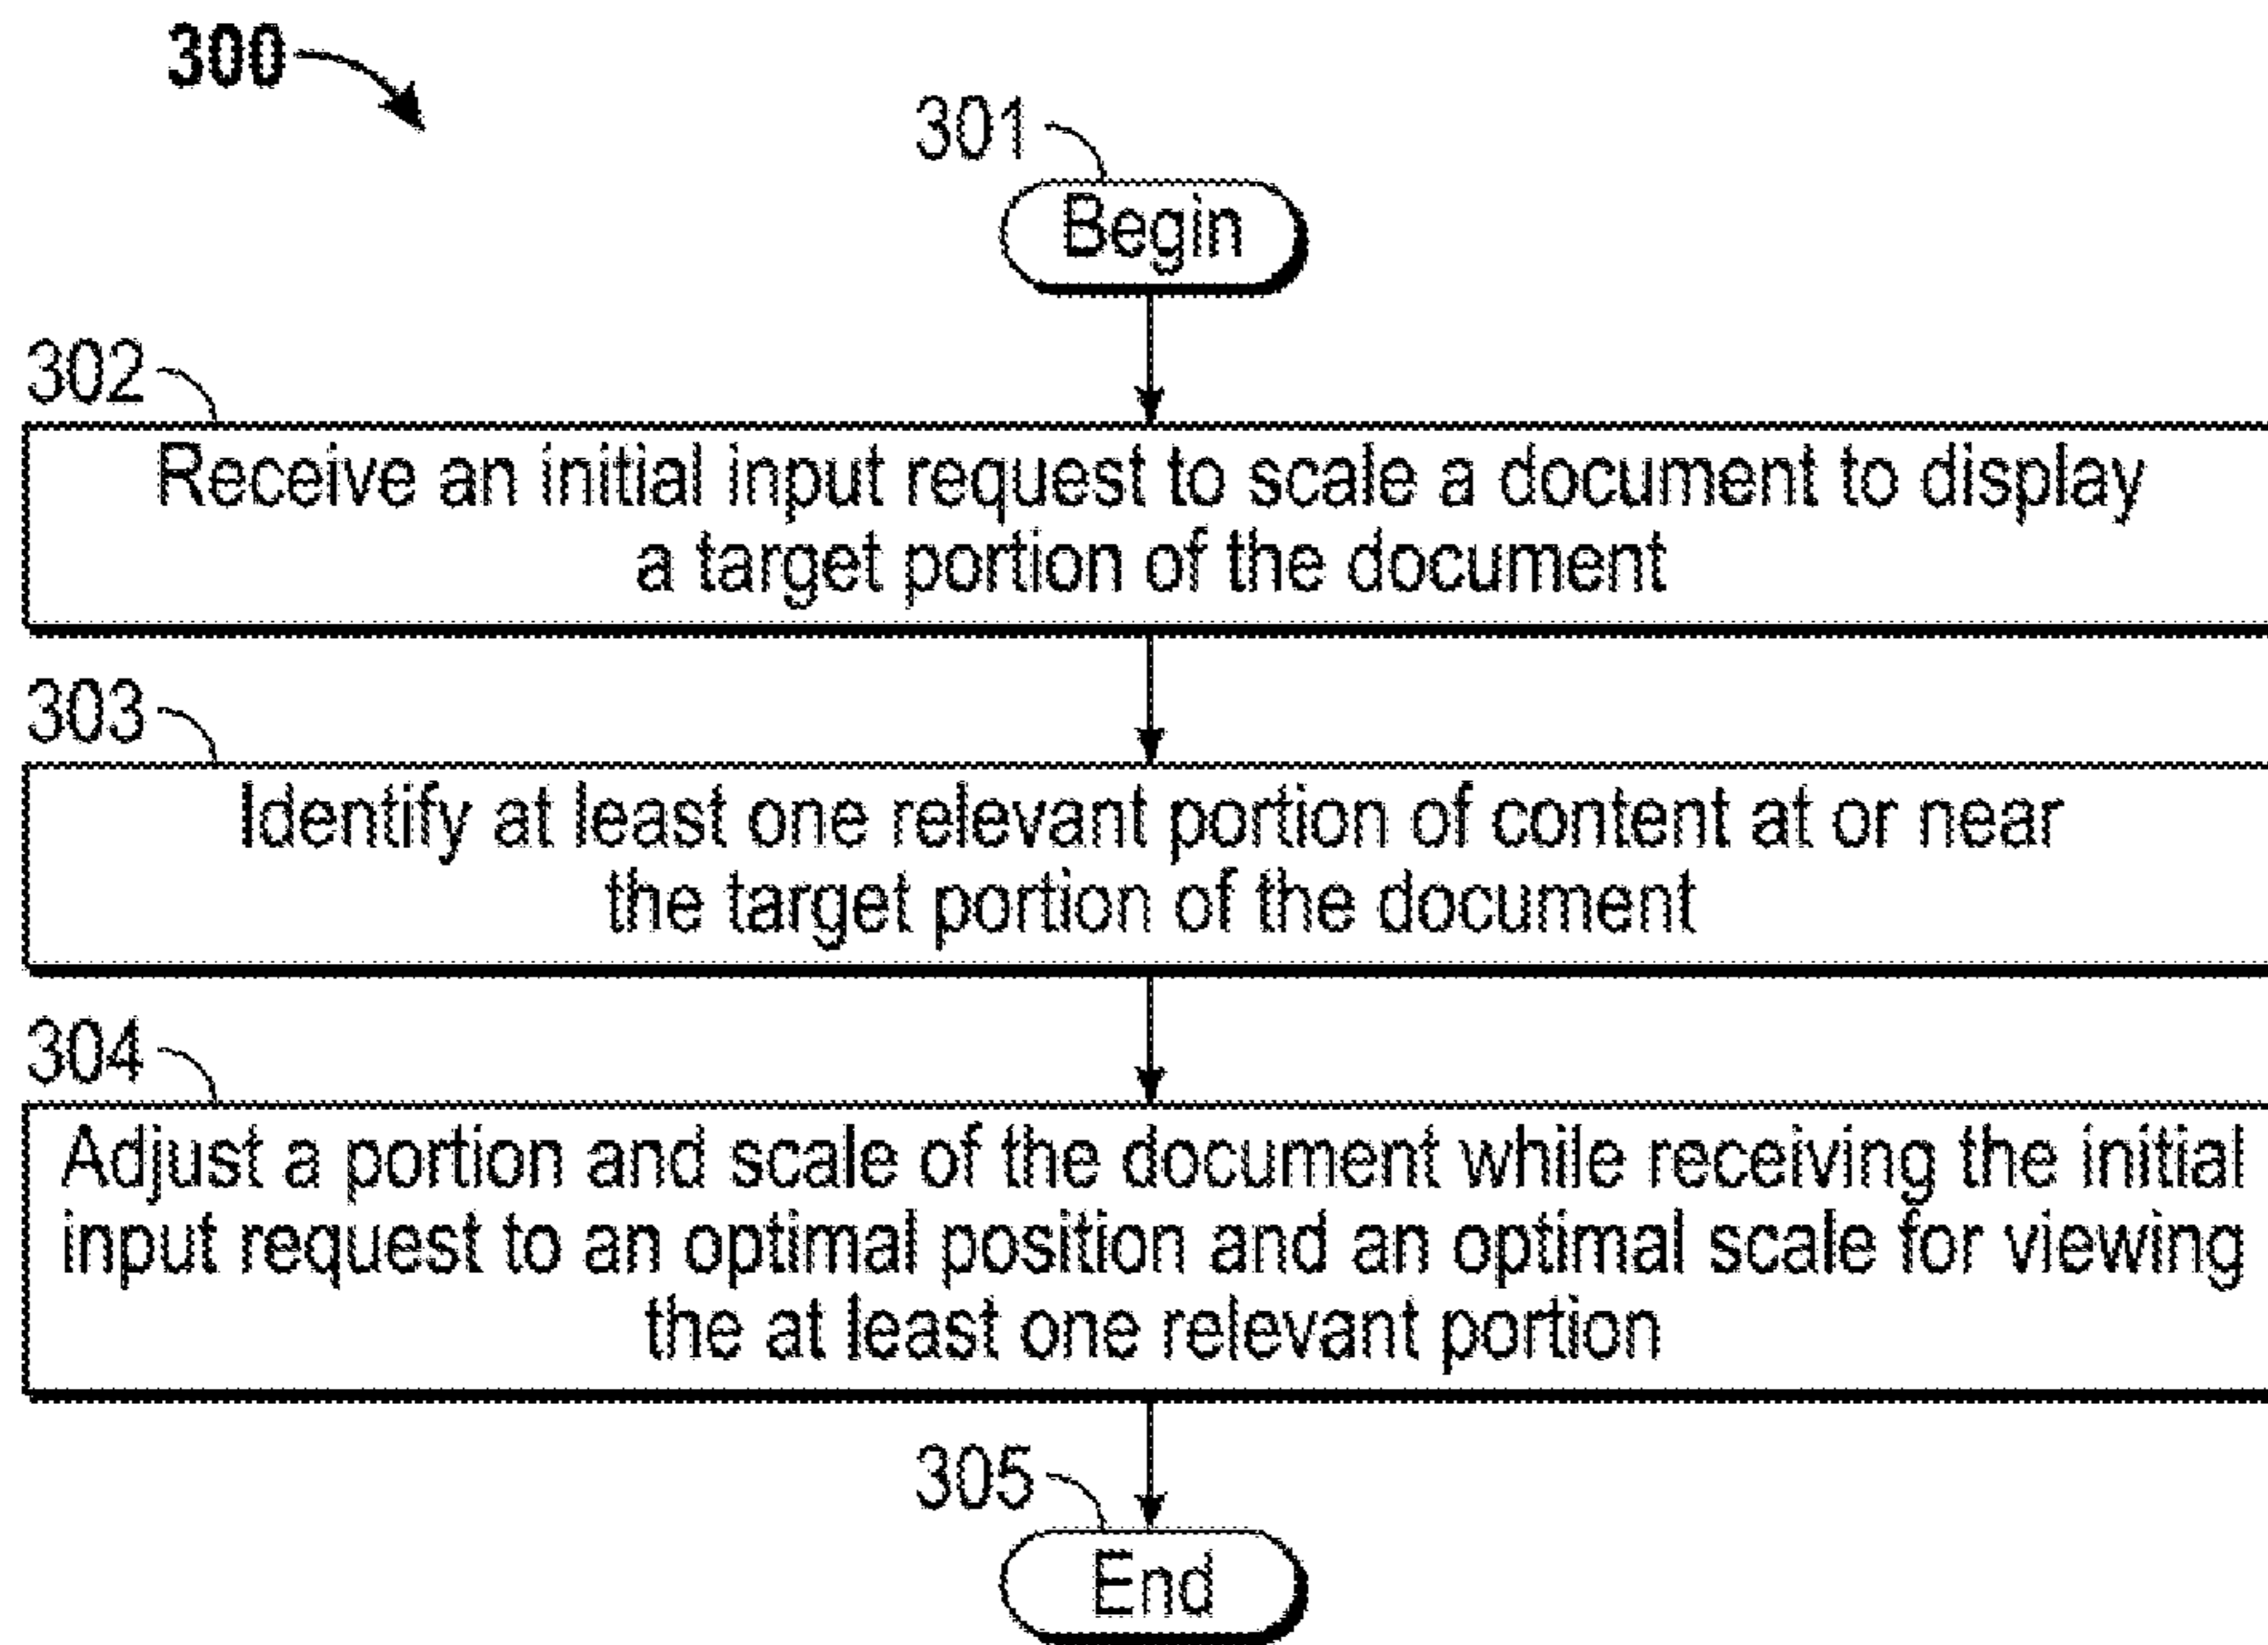 300
301
Begin
302
Receive an initial input request to scale a document to display
a target portion of the document
303
Identify at least one relevant portion of content at or near
the target portion of the document
304
Adjust a portion and scale of the document while receiving the initial
input request to an optimal position and an optimal scale for viewing
the at least one relevant portion
305
End